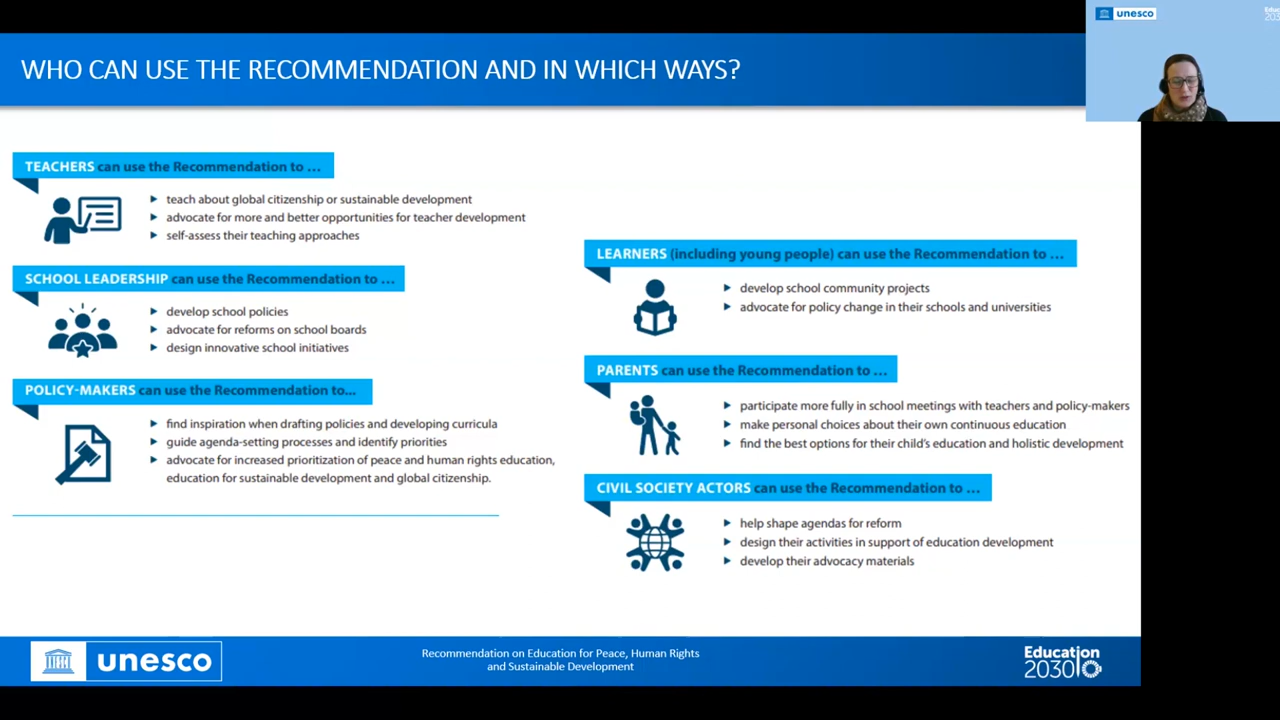 WHO CAN USE THE RECOMMENDATION AND IN WHICH WAYS?
unesco
TEACHERS can use the Recommendation to …
teach about global citizenship or sustainable development
advocate for more and better opportunities for teacher development
self-assess their teaching approaches
SCHOOL LEADERSHIP can use the Recommendation to …
develop school policies
advocate for reforms on school boards
design innovative school initiatives
POLICY-MAKERS can use the Recommendation to...
find inspiration when drafting policies and developing curricula
guide agenda-setting processes and identify priorities
advocate for increased prioritization of peace and human rights education,
education for sustainable development and global citizenship.
LEARNERS (including young people) can use the Recommendation to …
develop school community projects
advocate for policy change in their schools and universities
PARENTS can use the Recommendation to …
participate more fully in school meetings with teachers and policy-makers
make personal choices about their own continuous education
find the best options for their child's education and holistic development
CIVIL SOCIETY ACTORS can use the Recommendation to …
help shape agendas for reform
design their activities in support of education development
develop their advocacy materials
unesco
Recommendation on Education for Peace, Human Rights
and Sustainable Development
Education
2030